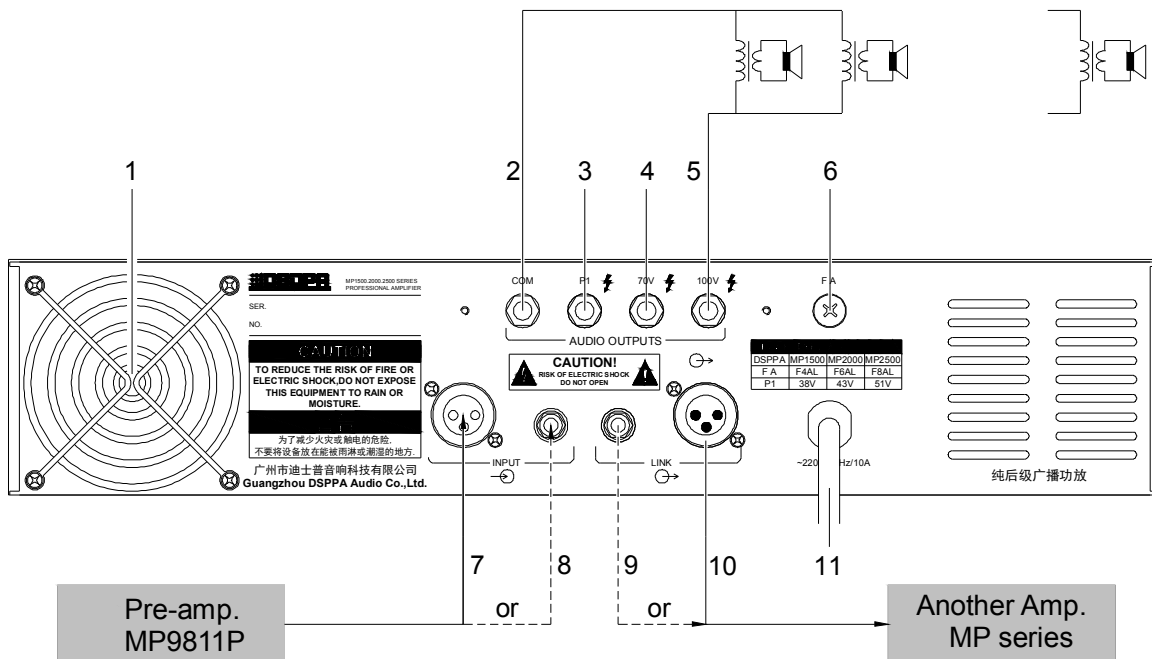 1
2
3
4
5
6
DSPPA
MP1500.2000.2500 SERIES
PROFESSIONAL AMPLIFIER
SER.
NO.
COM
P1
70V
100V
F A
AUDIO OUTPUTS
CAUTION
TO REDUCE THE RISK OF FIRE OR
ELECTRIC SHOCK,DO NOT EXPOSE
THIS EQUIPMENT TO RAIN OR
MOISTURE.
为了减少火灾或触电的危险.
不要将设备放在能被雨淋或潮湿的地方.
广州市迪士普音响科技有限公司
Guangzhou DSPPA Audio Co.,Ltd.
CAUTION!
RISK OF ELECTRIC SHOCK
DO NOT OPEN
DSPPA MP1500 MP2000 MP2500
F A F4AL F6AL F8AL
P1 38V 43V 51V
INPUT
LINK
~220 Hz/10A
纯后级广播功放
7
8
9
10
11
or
or
Pre-amp.
MP9811P
Another Amp.
MP series